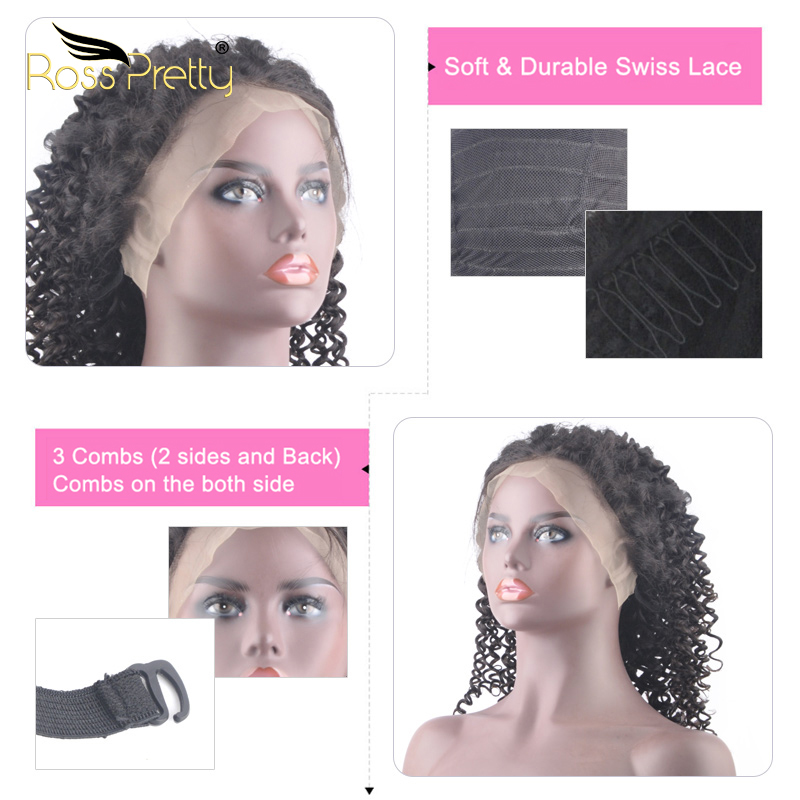 Ross Pretty®
Soft & Durable Swiss Lace
3 Combs (2 sides and Back)
Combs on the both side